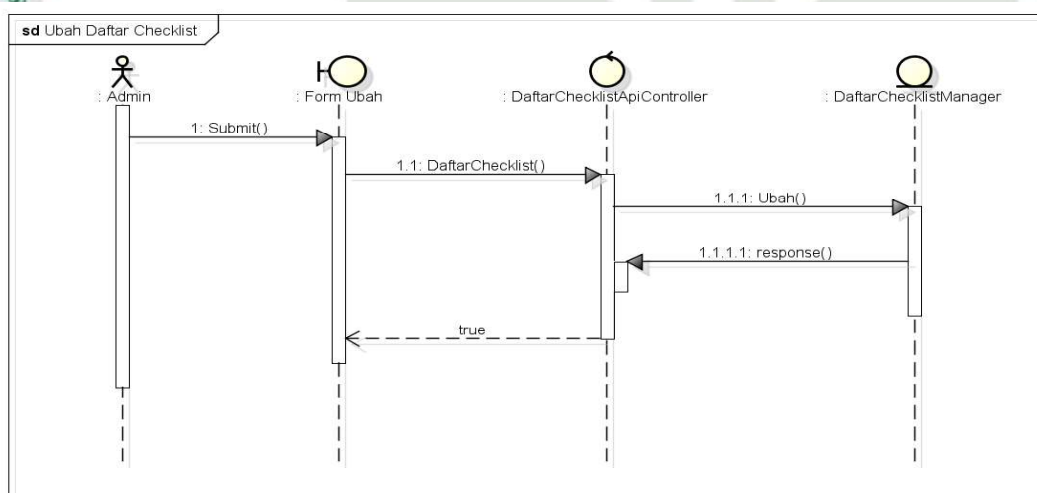 sd Ubah Daftar Checklist
: Admin
: Form Ubah
: DaftarChecklistApiController
: DaftarChecklistManager
1: Submit()
1.1: DaftarChecklist()
1.1.1: Ubah()
1.1.1.1: response()
true